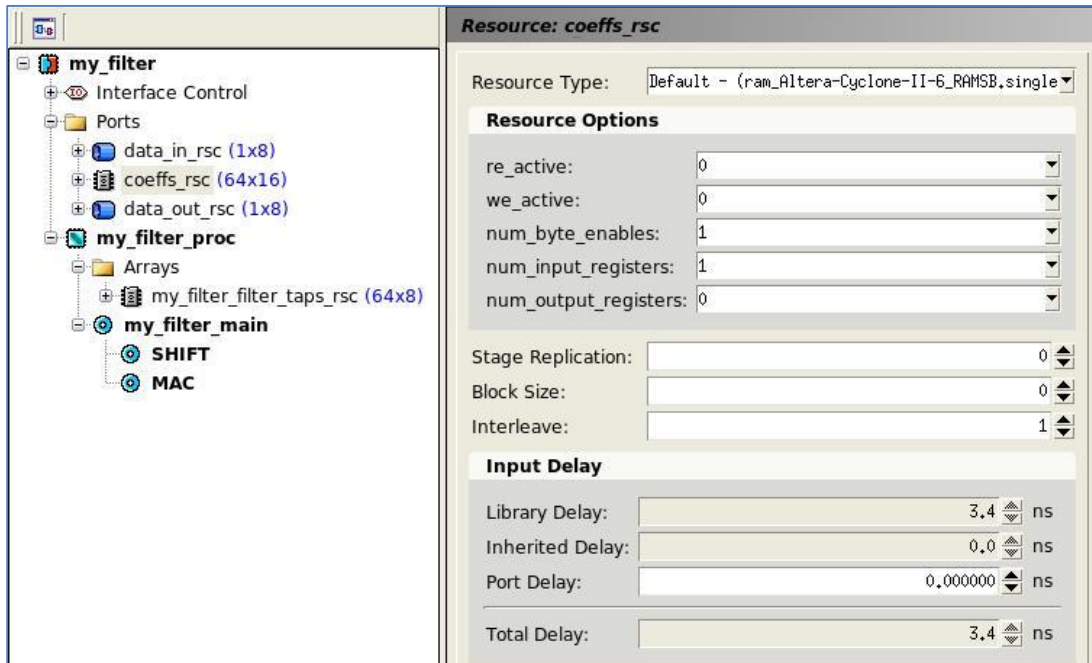 my_filter
Interface Control
Ports
data_in_rsc (1x8)
coeffs_rsc (64x16)
data_out_rsc (1x8)
my_filter_proc
Arrays
my_filter_filter_taps_rsc (64x8)
my_filter_main
SHIFT
MAC
Resource: coeffs_rsc
Resource Type: Default - (ram_Altera-Cyclone-II-6_RAMSB.single
Resource Options
re_active: 0
we_active: 0
num_byte_enables: 1
num_input_registers: 1
num_output_registers: 0
Stage Replication: 0
Block Size: 0
Interleave: 1
Input Delay
Library Delay: 3.4 ns
Inherited Delay: 0.0 ns
Port Delay: 0.000000 ns
Total Delay: 3.4 ns